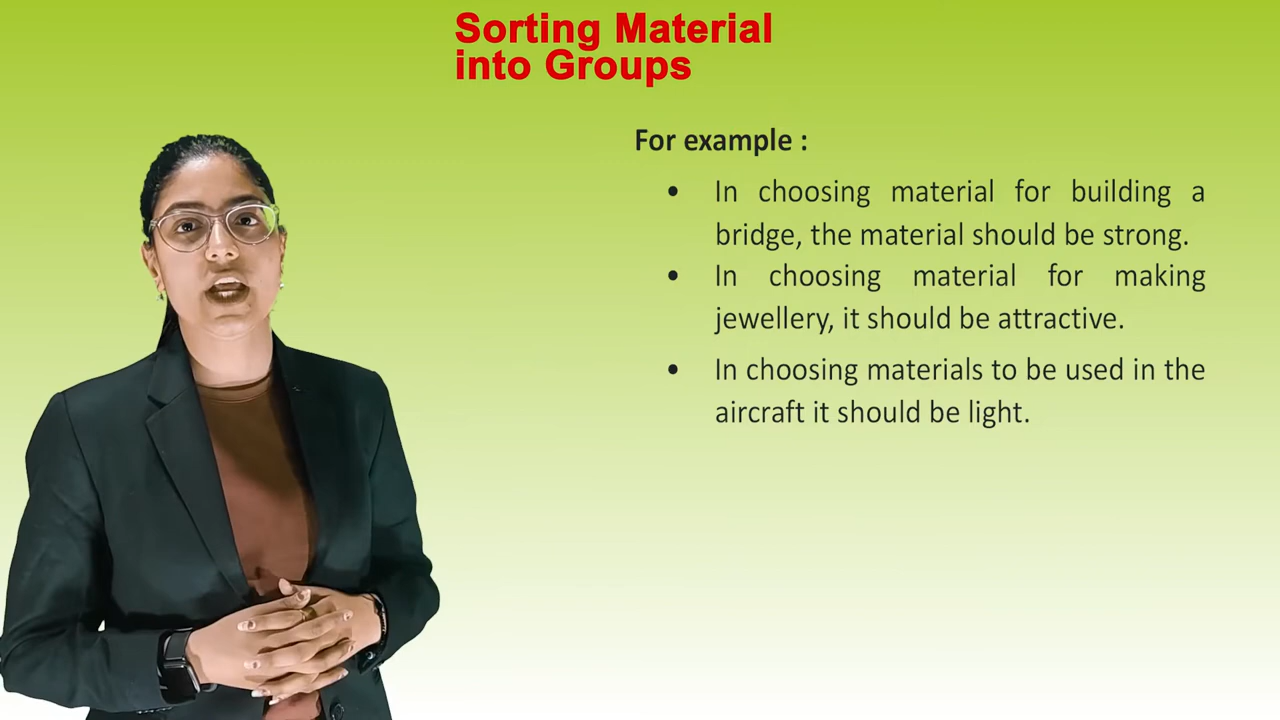 Sorting Material
into Groups
For example :
• In choosing material for building a
bridge, the material should be strong.
• In choosing material for making
jewellery, it should be attractive.
• In choosing materials to be used in the
aircraft it should be light.